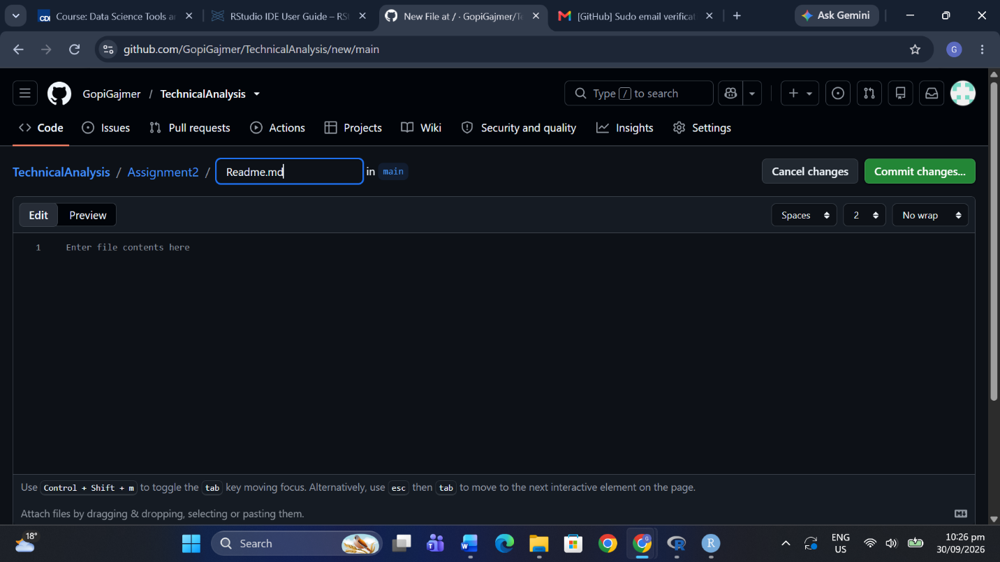 CDI Course: Data Science Tools a
RStudio IDE User Guide – RS
New File at / · GopiGajmer/Te
[GitHub] Sudo email verificat
Ask Gemini
github.com/GopiGajmer/TechnicalAnalysis/new/main
G
GopiGajmer / TechnicalAnalysis
Type / to search
Code
Issues
Pull requests
Actions
Projects
Wiki
Security and quality
Insights
Settings
TechnicalAnalysis / Assignment2 / Readme.md in main
Cancel changes
Commit changes...
Edit
Preview
Spaces
2
No wrap
1 Enter file contents here
Use Control + Shift + m to toggle the tab key moving focus. Alternatively, use esc then tab to move to the next interactive element on the page.
Attach files by dragging & dropping, selecting or pasting them.
18°
Search
ENG
US
10:26 pm
30/09/2026